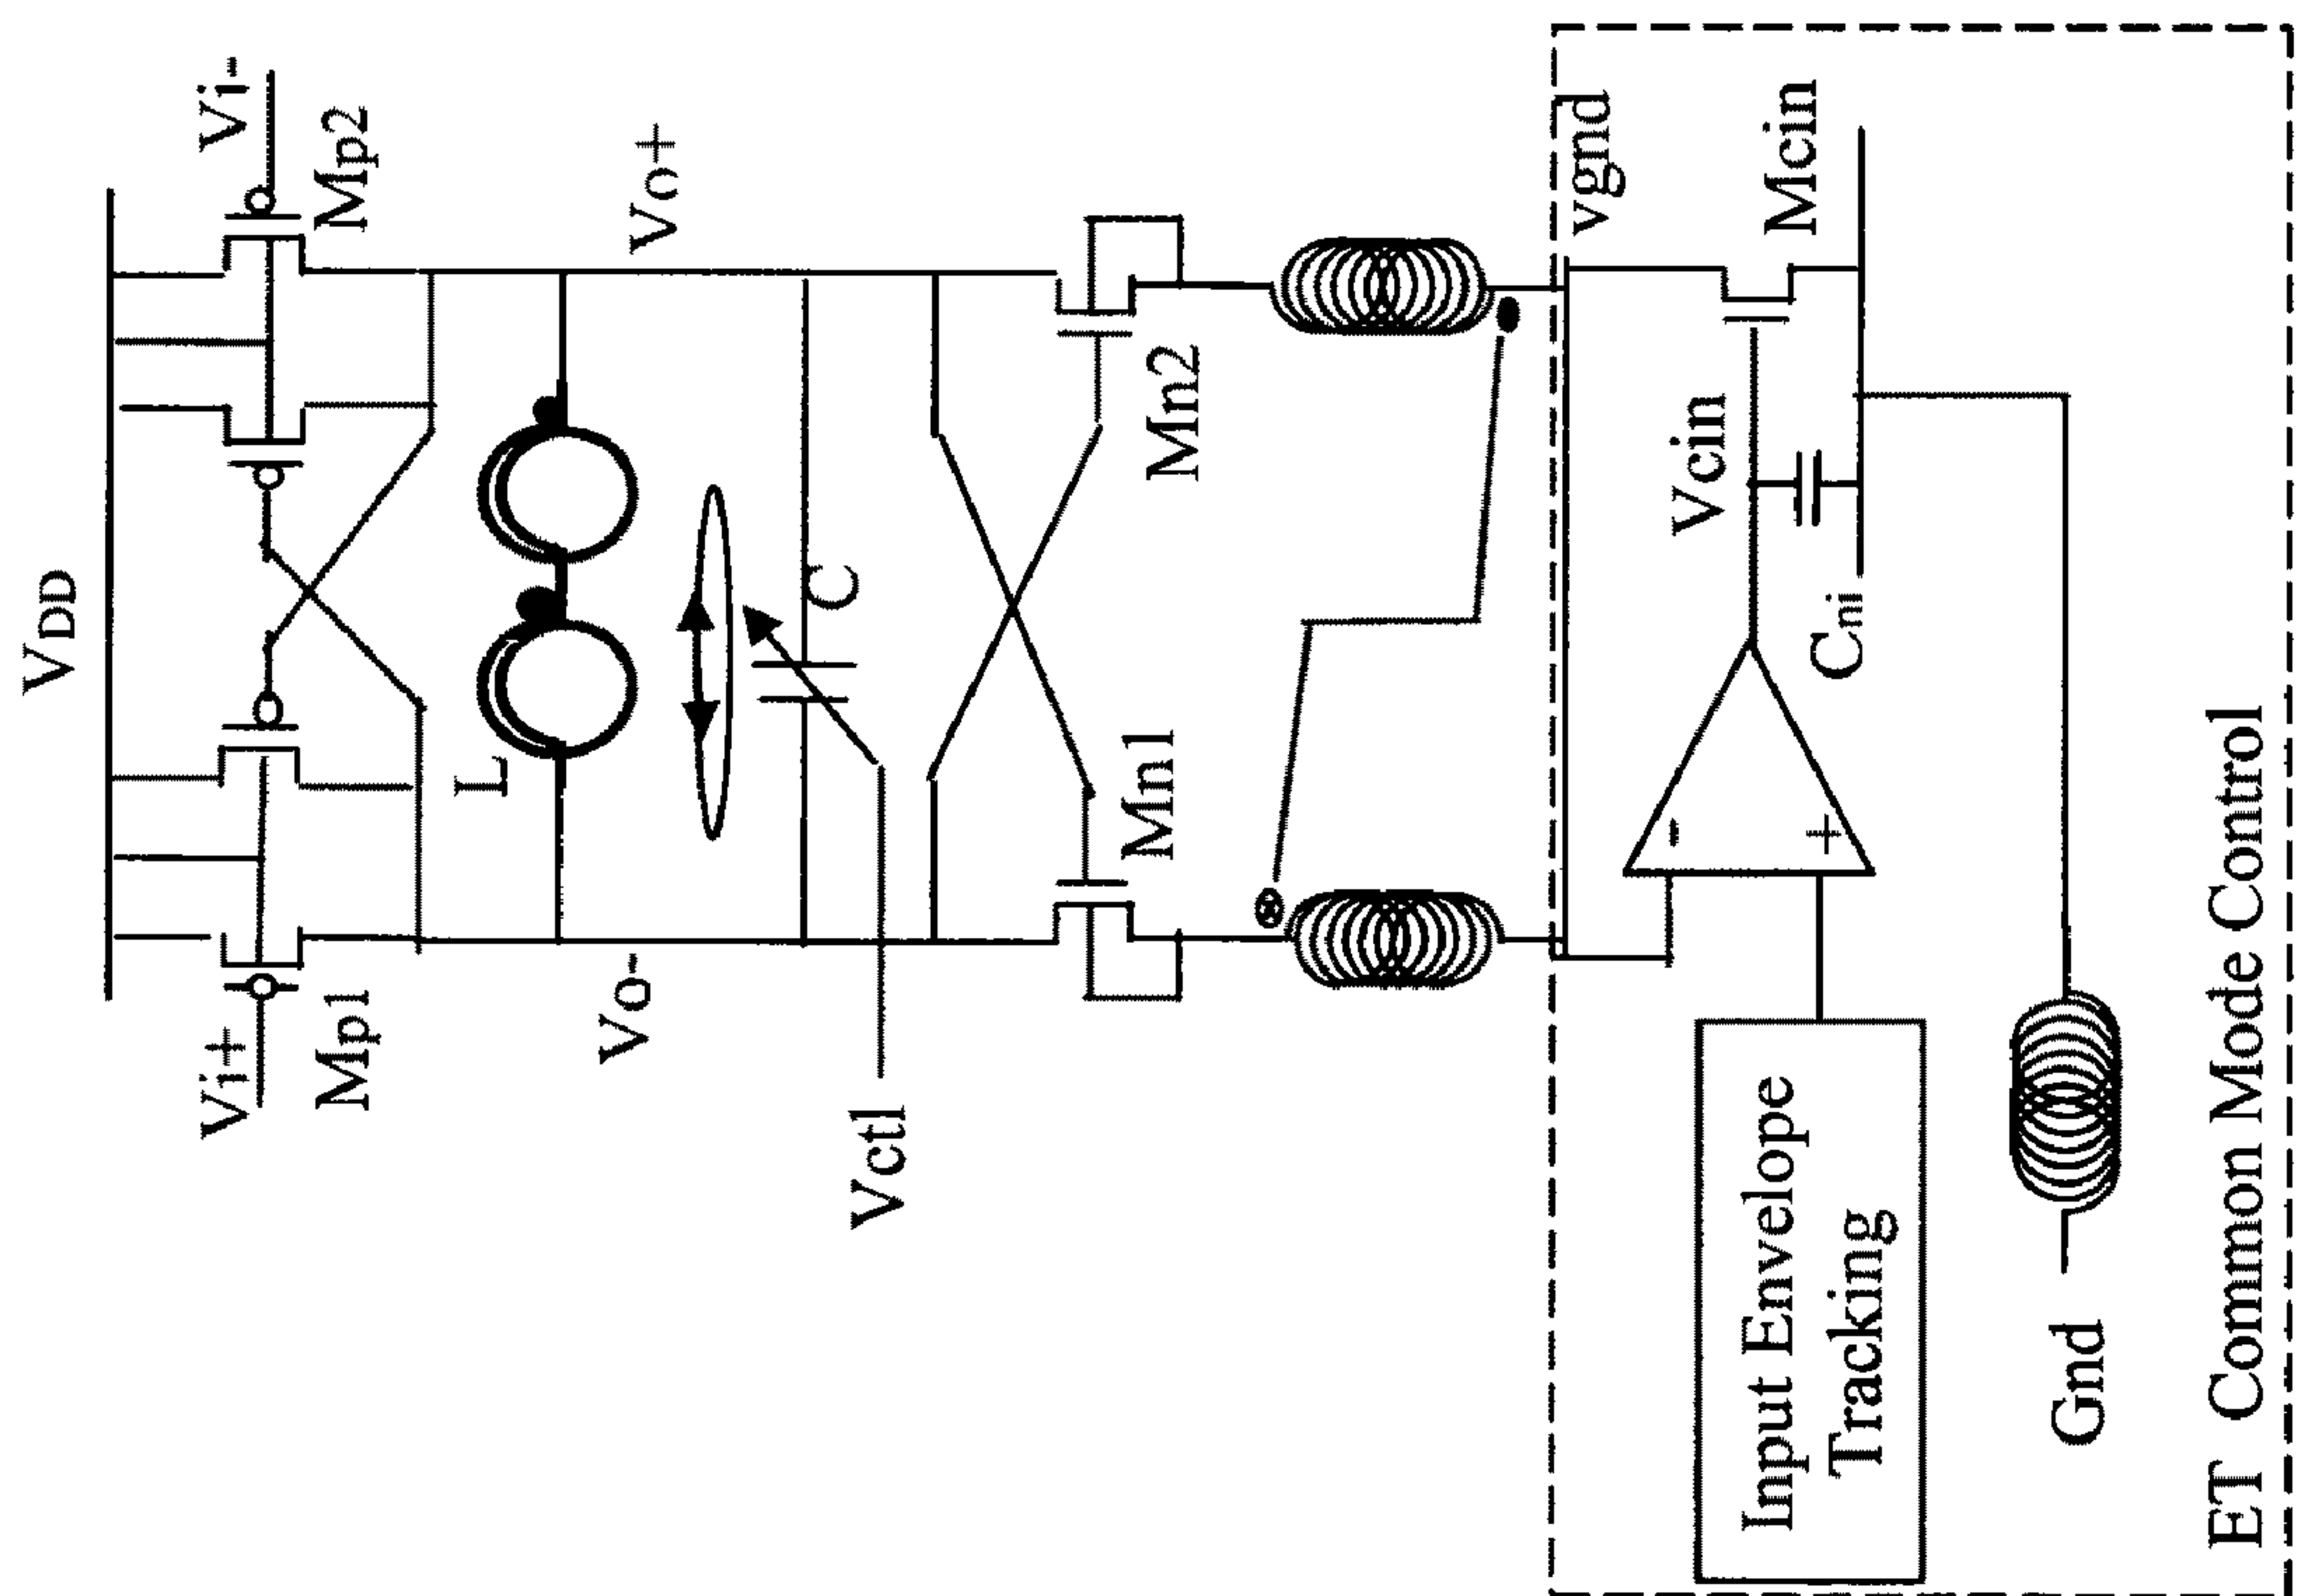 VDD
Vi+
Vi-
Mp1
Mp2
L
Vo-
Vo+
C
Vctl
Mn1
Mn2
vgnd
-
+
Vcin
Mcin
Cni
Input Envelope
Tracking
Gnd
ET Common Mode Control